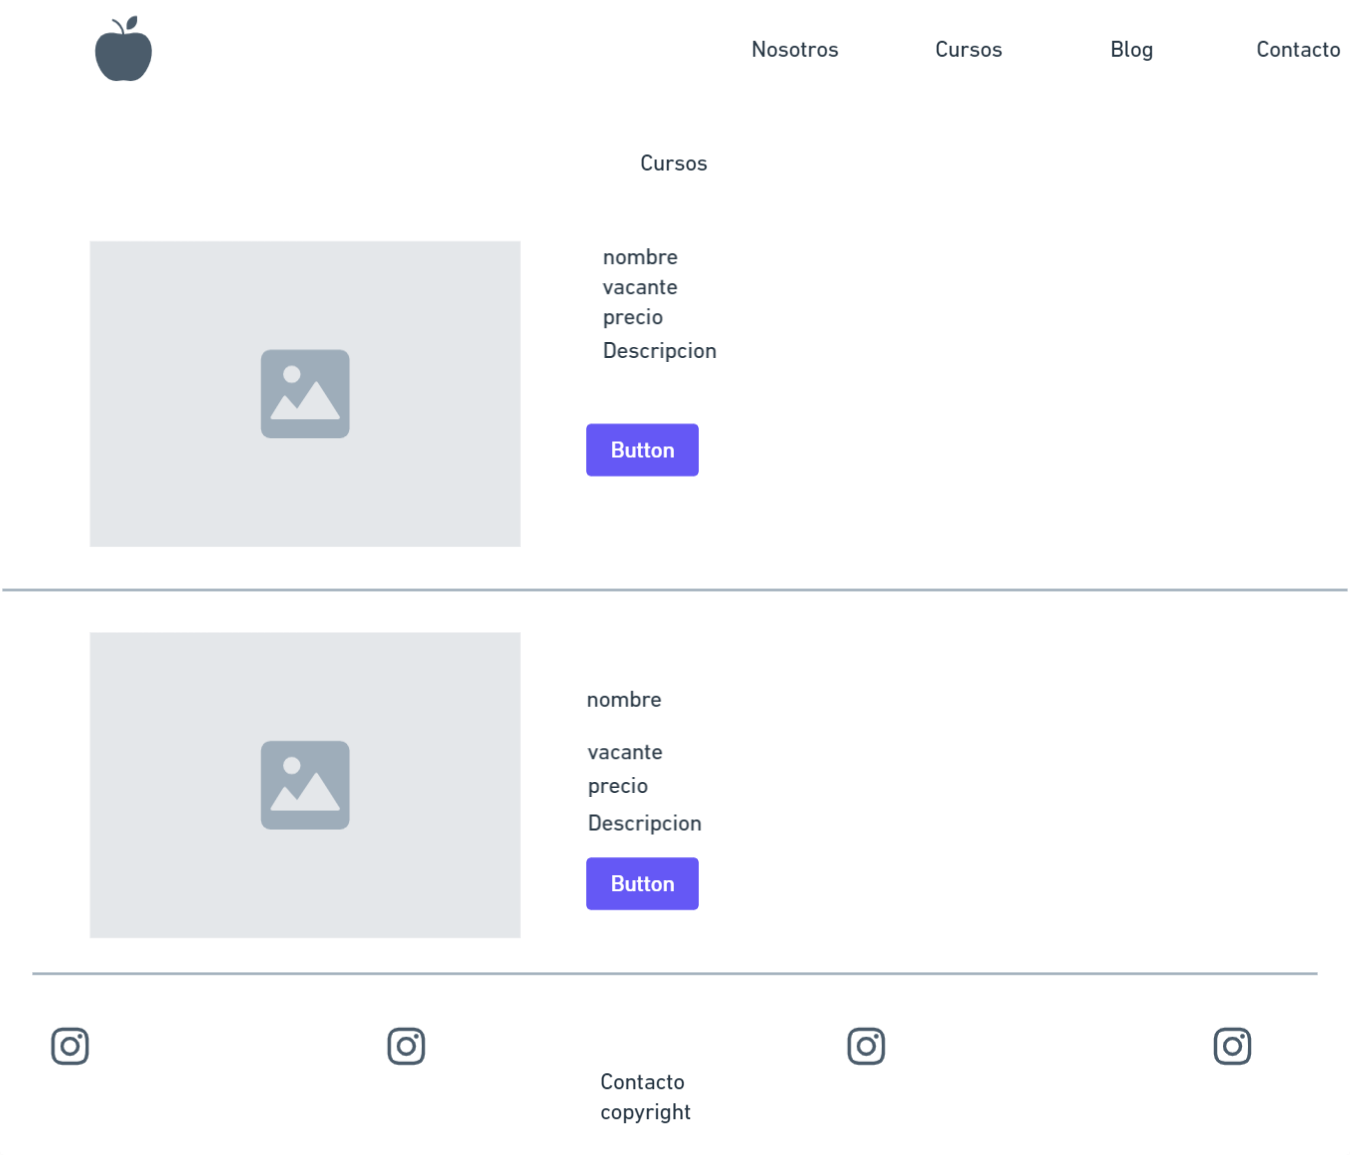 Nosotros
Cursos
Blog
Contacto
Cursos
nombre
vacante
precio
Descripcion
Button
nombre
vacante
precio
Descripcion
Button
Contacto
copyright